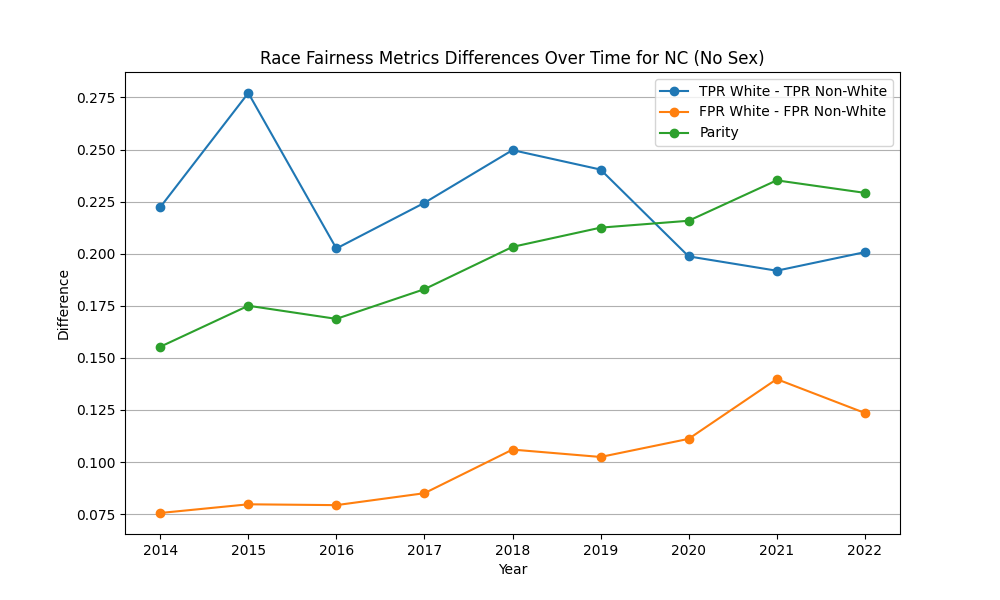 Race Fairness Metrics Differences Over Time for NC (No Sex)
TPR White - TPR Non-White
FPR White - FPR Non-White
Parity
Difference
0.275
0.250
0.225
0.200
0.175
0.150
0.125
0.100
0.075
2014 2015 2016 2017 2018 2019 2020 2021 2022
Year